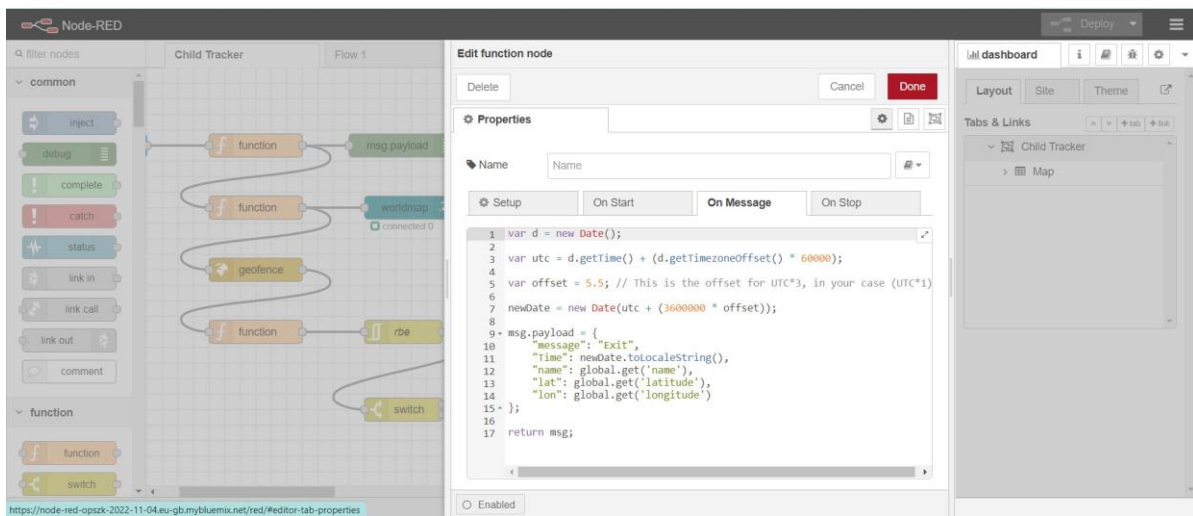 Node-RED
Deploy
filter nodes
Child Tracker
Flow 1
Edit function node
dashboard
common
Delete
Cancel
Done
Layout
Site
Theme
Properties
Tabs & Links
tab
link
inject
function
msg.payload
debug
Name
Name
Child Tracker
Map
complete
function
worldmap
Setup
On Start
On Message
On Stop
catch
connected 0
status
geofence
link in
link call
function
rbe
link out
comment
switch
function
function
switch
1 var d = new Date();
2
3 var utc = d.getTime() + (d.getTimezoneOffset() * 60000);
4
5 var offset = 5.5; // This is the offset for UTC*3, in your case (UTC*1)
6
7 newDate = new Date(utc + (3600000 * offset));
8
9 msg.payload = {
10 "message": "Exit",
11 "Time": newDate.toLocaleString(),
12 "name": global.get('name'),
13 "lat": global.get('latitude'),
14 "lon": global.get('longitude')
15 };
16
17 return msg;
Enabled
https://node-red-opszk-2022-11-04.eu-gb.mybluemix.net/red/#editor-tab-properties